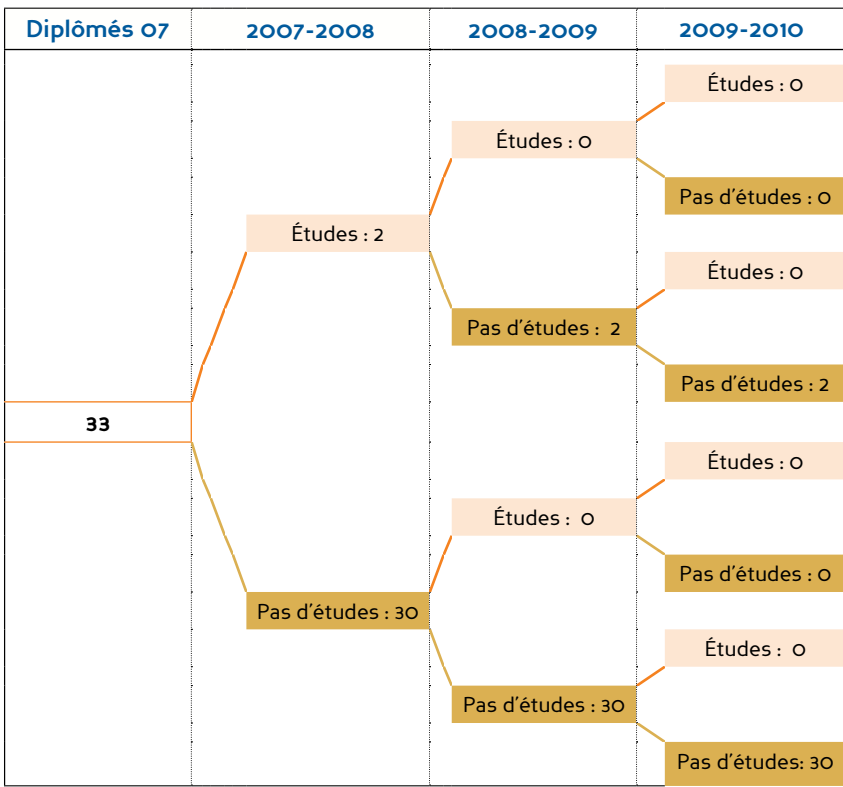 Diplômés 07 2007-2008 2008-2009 2009-2010
Études : 0
Études : 0
Pas d'études : 0
Études : 2
Études : 0
Pas d'études :  2
Pas d'études : 2
33
Études : 0
Études :  0
Pas d'études : 0
Pas d'études : 30
Études :  0
Pas d'études : 30
Pas d'études: 30